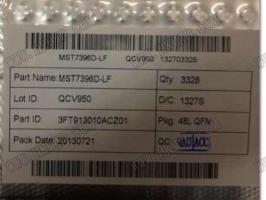 MST7396D-LF QCV950 132703328
Part Name: MST7396D-LF Qty: 3328
Lot ID: QCV950 D/C: 1327S
Part ID: 3FT913010ACZ01 Pkg: 48L QFN
Pack Date: 20130721 QC: